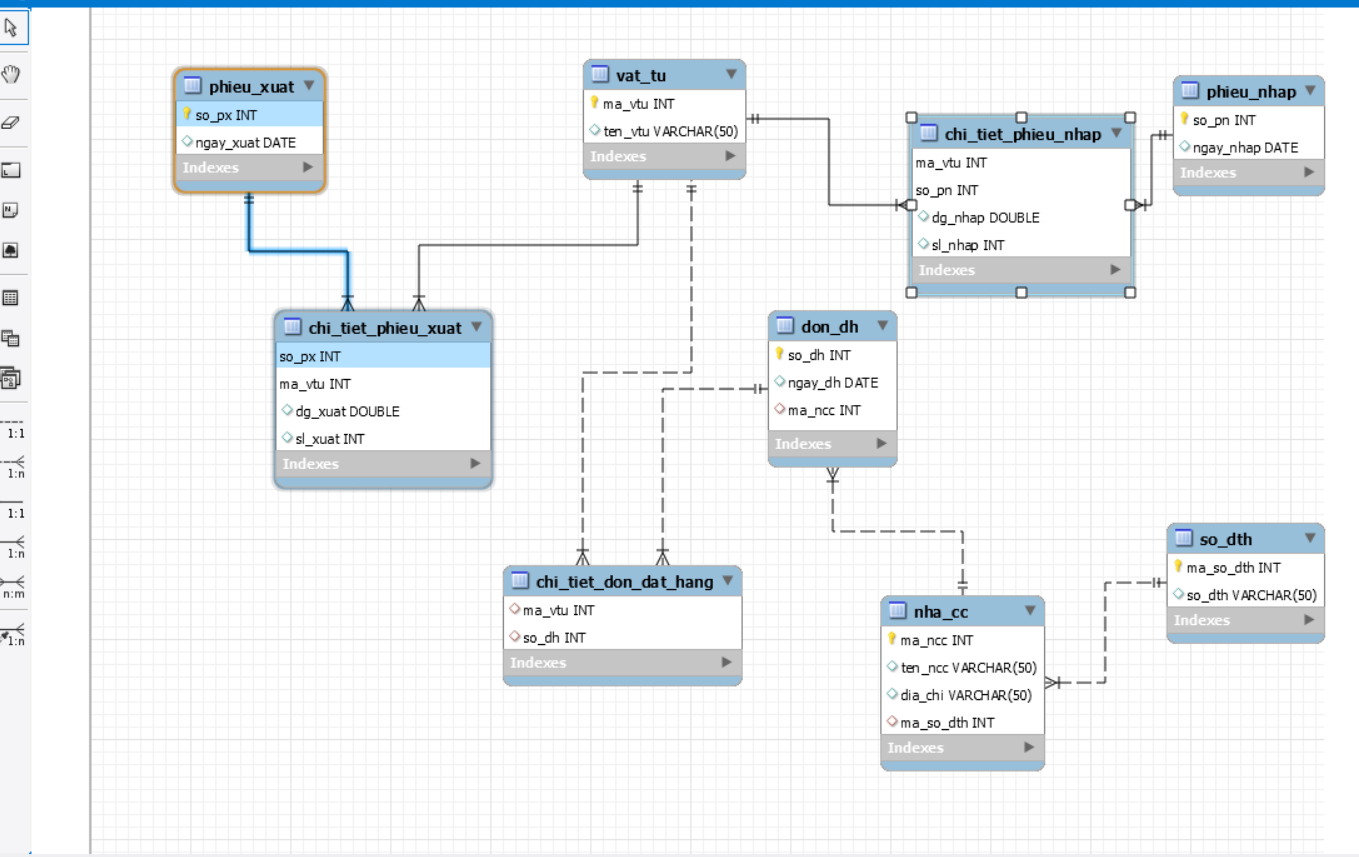 phieu_xuat
so_px INT
ngay_xuat DATE
Indexes
vat_tu
ma_vtu INT
ten_vtu VARCHAR(50)
Indexes
chi_tiet_phieu_nhap
ma_vtu INT
so_pn INT
dg_nhap DOUBLE
sl_nhap INT
Indexes
phieu_nhap
so_pn INT
ngay_nhap DATE
Indexes
chi_tiet_phieu_xuat
so_px INT
ma_vtu INT
dg_xuat DOUBLE
sl_xuat INT
Indexes
don_dh
so_dh INT
ngay_dh DATE
ma_ncc INT
Indexes
chi_tiet_don_dat_hang
ma_vtu INT
so_dh INT
Indexes
nha_cc
ma_ncc INT
ten_ncc VARCHAR(50)
dia_chi VARCHAR(50)
ma_so_dth INT
Indexes
so_dth
ma_so_dth INT
so_dth VARCHAR(50)
Indexes
1:1
1:n
1:1
1:n
n:m
1:n